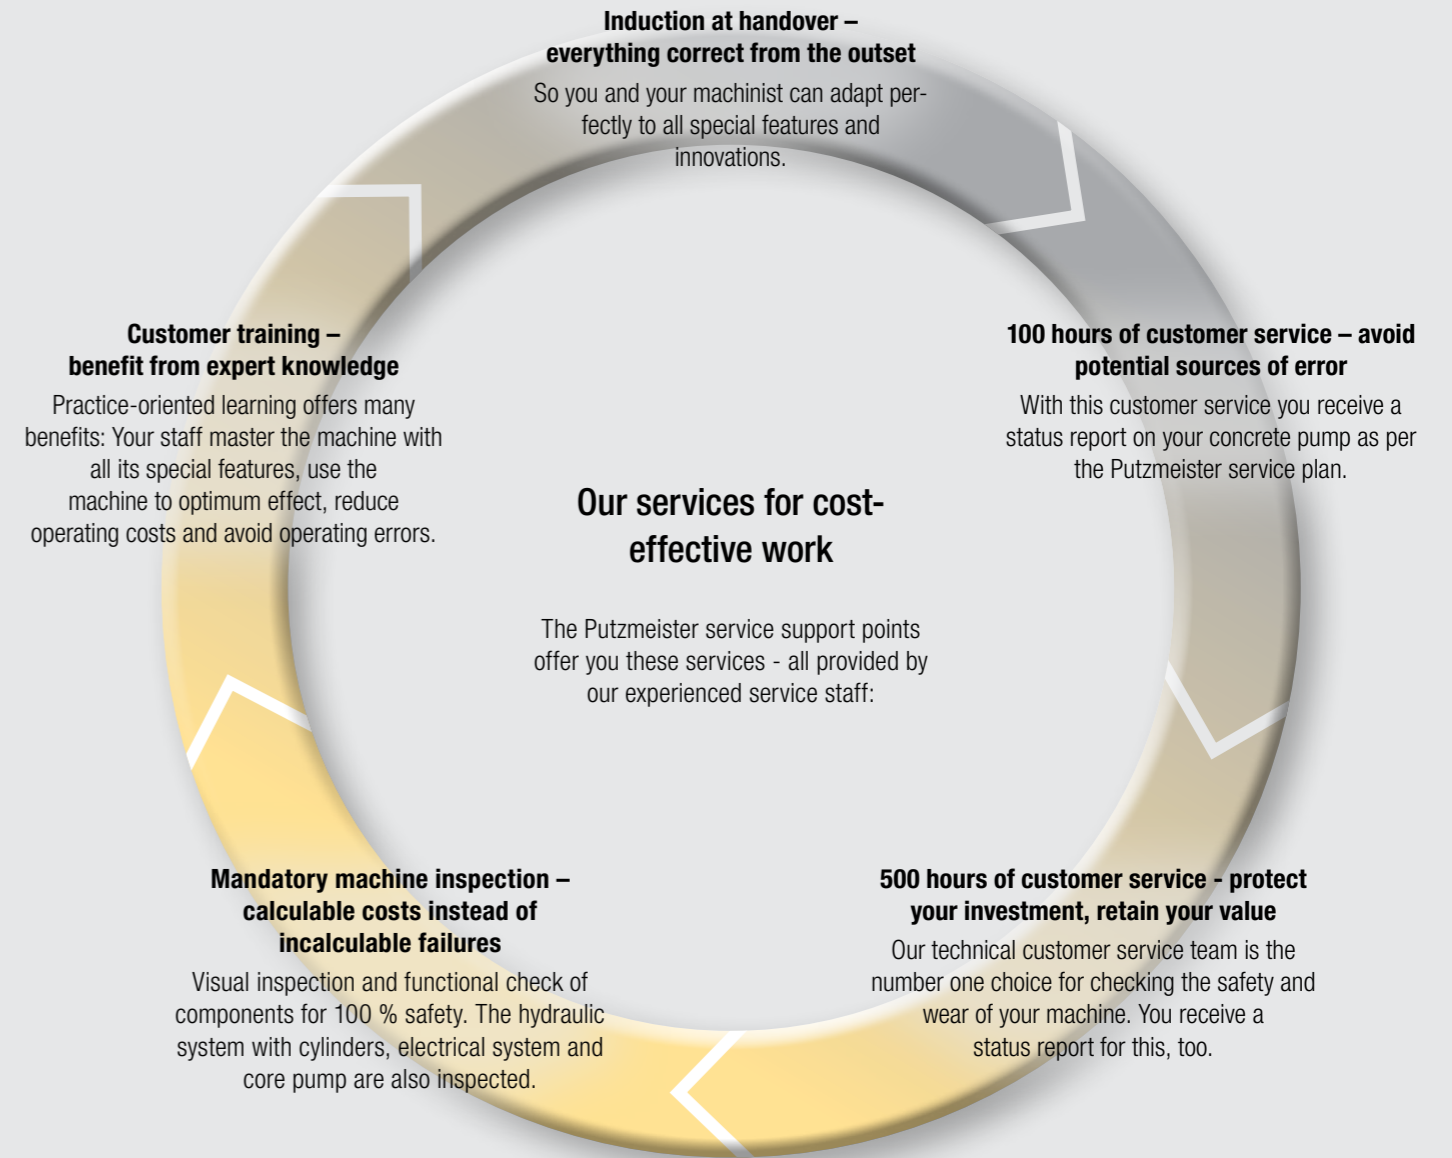 Induction at handover –
everything correct from the outset
So you and your machinist can adapt per-
fectly to all special features and
innovations.
100 hours of customer service – avoid
potential sources of error
With this customer service you receive a
status report on your concrete pump as per
the Putzmeister service plan.
500 hours of customer service - protect
your investment, retain your value
Our technical customer service team is the
number one choice for checking the safety and
wear of your machine. You receive a
status report for this, too.
Mandatory machine inspection –
calculable costs instead of
incalculable failures
Visual inspection and functional check of
components for 100 % safety. The hydraulic
system with cylinders, electrical system and
core pump are also inspected.
Customer training –
benefit from expert knowledge
Practice-oriented learning offers many
benefits: Your staff master the machine with
all its special features, use the
machine to optimum effect, reduce
operating costs and avoid operating errors.
Our services for cost-
effective work
The Putzmeister service support points
offer you these services - all provided by
our experienced service staff: